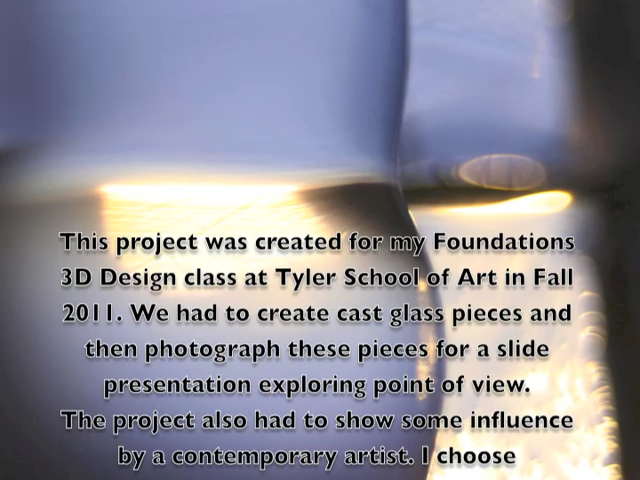 This project was created for my Foundations
3D Design class at Tyler School of Art in Fall
2011. We had to create cast glass pieces and
then photograph these pieces for a slide
presentation exploring point of view.
The project also had to show some influence
by a contemporary artist. I choose